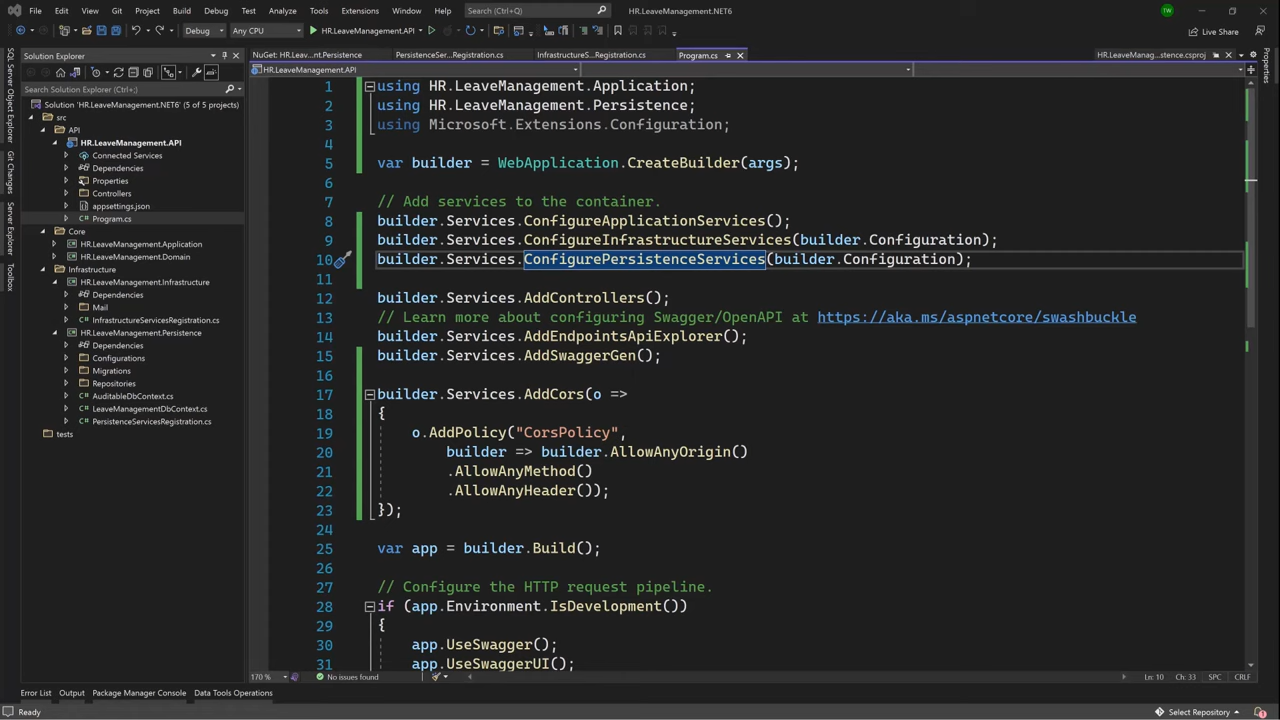 File Edit View Git Project Build Debug Test Analyze Tools Extensions Window Help Search (Ctrl+Q) HR.LeaveManagement.NET6 TW
Debug Any CPU HR.LeaveManagement.API Live Share
SQL Server Object Explorer
Git Changes
Server Explorer
Properties
Solution Explorer
Search Solution Explorer (Ctrl+;)
Solution 'HR.LeaveManagement.NET6' (5 of 5 projects)
src
API
HR.LeaveManagement.API
Connected Services
Dependencies
Properties
Controllers
appsettings.json
Program.cs
Core
HR.LeaveManagement.Application
HR.LeaveManagement.Domain
Infrastructure
HR.LeaveManagement.Infrastructure
Dependencies
Mail
InfrastructureServicesRegistration.cs
HR.LeaveManagement.Persistence
Dependencies
Configurations
Migrations
Repositories
AuditableDbContext.cs
LeaveManagementDbContext.cs
PersistenceServicesRegistration.cs
tests
NuGet: HR.Leav...nt.Persistence PersistenceSer...Registration.cs InfrastructureS...Registration.cs Program.cs HR.LeaveManag...stence.csproj
HR.LeaveManagement.API
1 using HR.LeaveManagement.Application;
2 using HR.LeaveManagement.Persistence;
3 using Microsoft.Extensions.Configuration;
4
5 var builder = WebApplication.CreateBuilder(args);
6
7 // Add services to the container.
8 builder.Services.ConfigureApplicationServices();
9 builder.Services.ConfigureInfrastructureServices(builder.Configuration);
10 builder.Services.ConfigurePersistenceServices(builder.Configuration);
11
12 builder.Services.AddControllers();
13 // Learn more about configuring Swagger/OpenAPI at https://aka.ms/aspnetcore/swashbuckle
14 builder.Services.AddEndpointsApiExplorer();
15 builder.Services.AddSwaggerGen();
16
17 builder.Services.AddCors(o =>
18 {
19 o.AddPolicy("CorsPolicy",
20 builder => builder.AllowAnyOrigin()
21 .AllowAnyMethod()
22 .AllowAnyHeader());
23 });
24
25 var app = builder.Build();
26
27 // Configure the HTTP request pipeline.
28 if (app.Environment.IsDevelopment())
29 {
30 app.UseSwagger();
31 app.UseSwaggerUI();
170 % No issues found Ln: 10 Ch: 33 SPC CRLF
Error List Output Package Manager Console Data Tools Operations
Ready Select Repository 1